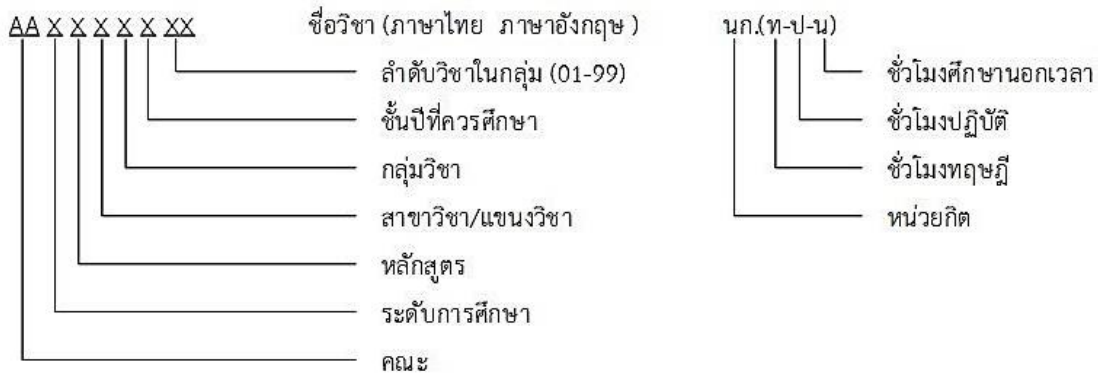 AA X X X X X XX ชื่อวิชา (ภาษาไทย ภาษาอังกฤษ ) นก.(ท-ป-น)
ลำดับวิชาในกลุ่ม (01-99) ชั่วโมงศึกษานอกเวลา
ชั้นปีที่ควรศึกษา ชั่วโมงปฏิบัติ
กลุ่มวิชา ชั่วโมงทฤษฎี
สาขาวิชา/แขนงวิชา หน่วยกิต
หลักสูตร
ระดับการศึกษา
คณะ